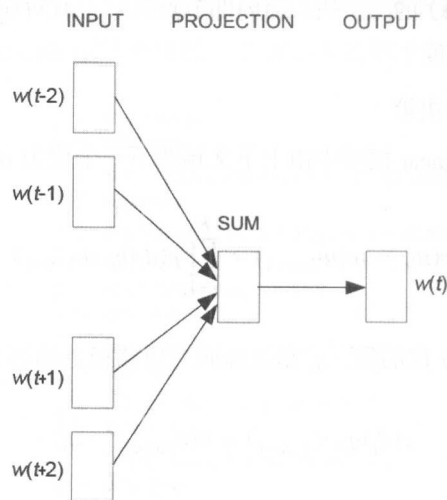 INPUT PROJECTION OUTPUT
w(t-2)
w(t-1)
SUM
w(t)
w(t+1)
w(t+2)